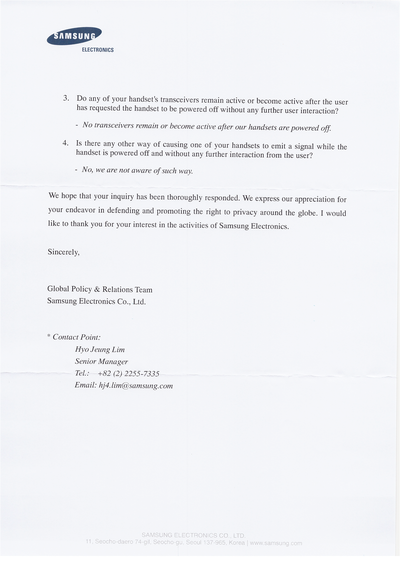 SAMSUNG
ELECTRONICS
3. Do any of your handset's transceivers remain active or become active after the user
has requested the handset to be powered off without any further user interaction?
- No transceivers remain or become active after our handsets are powered off.
4. Is there any other way of causing one of your handsets to emit a signal while the
handset is powered off and without any further interaction from the user?
- No, we are not aware of such way.
We hope that your inquiry has been thoroughly responded. We express our appreciation for
your endeavor in defending and promoting the right to privacy around the globe. I would
like to thank you for your interest in the activities of Samsung Electronics.
Sincerely,
Global Policy & Relations Team
Samsung Electronics Co., Ltd.
* Contact Point:
Hyo Jeung Lim
Senior Manager
Tel.: +82 (2) 2255-7335
Email: hj4.lim@samsung.com
SAMSUNG ELECTRONICS CO., LTD
11, Seocho-daero 74-gil, Seocho-gu, Seoul 137-965, Korea | www.samsung.com